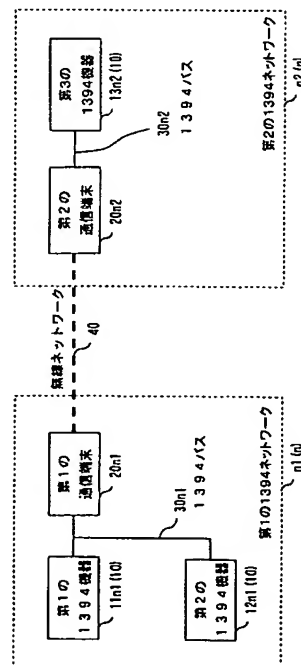 第1の
1394機器
11n1(10)
第2の
1394機器
12n1(10)
第1の
通信端末
20n1
30n1
1394バス
第1の1394ネットワーク
n1(n)
無線ネットワーク
40
第2の
通信端末
20n2
第3の
1394機器
13n2(10)
30n2
1394バス
第2の1394ネットワーク
n2(n)